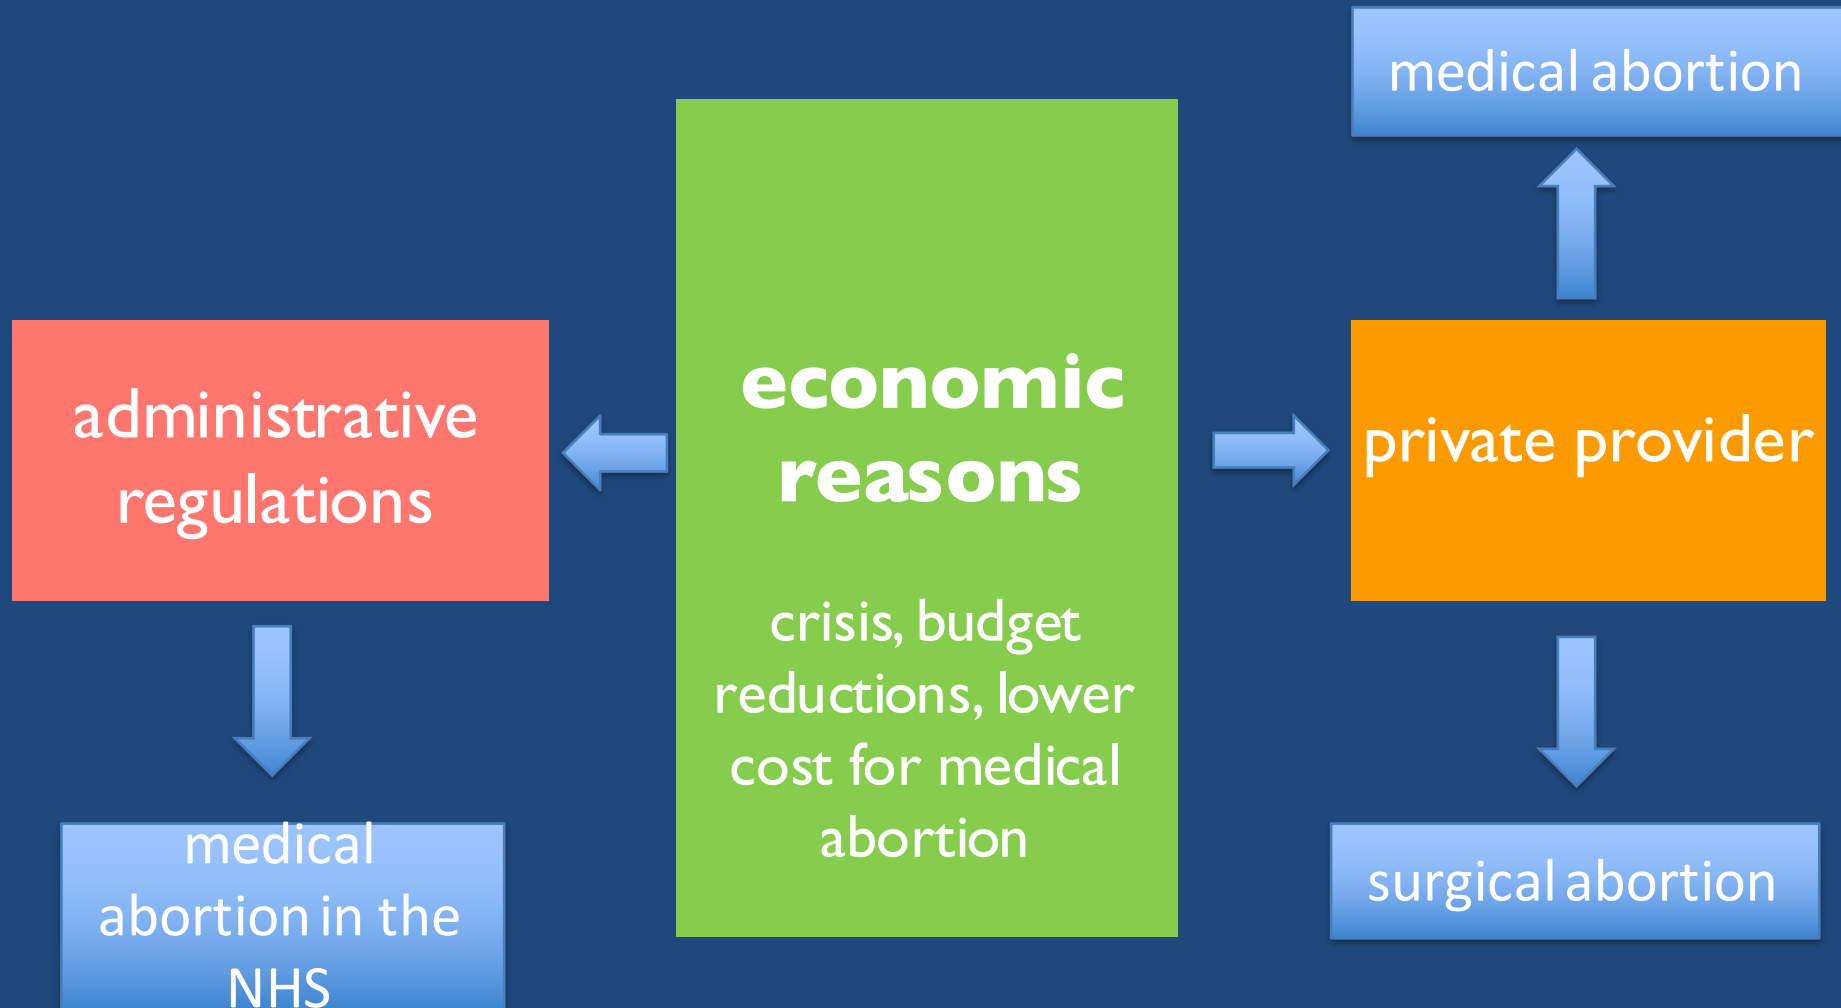 medical abortion
administrative
regulations
economic
reasons
crisis, budget
reductions, lower
cost for medical
abortion
private provider
medical
abortion in the
NHS
surgical abortion